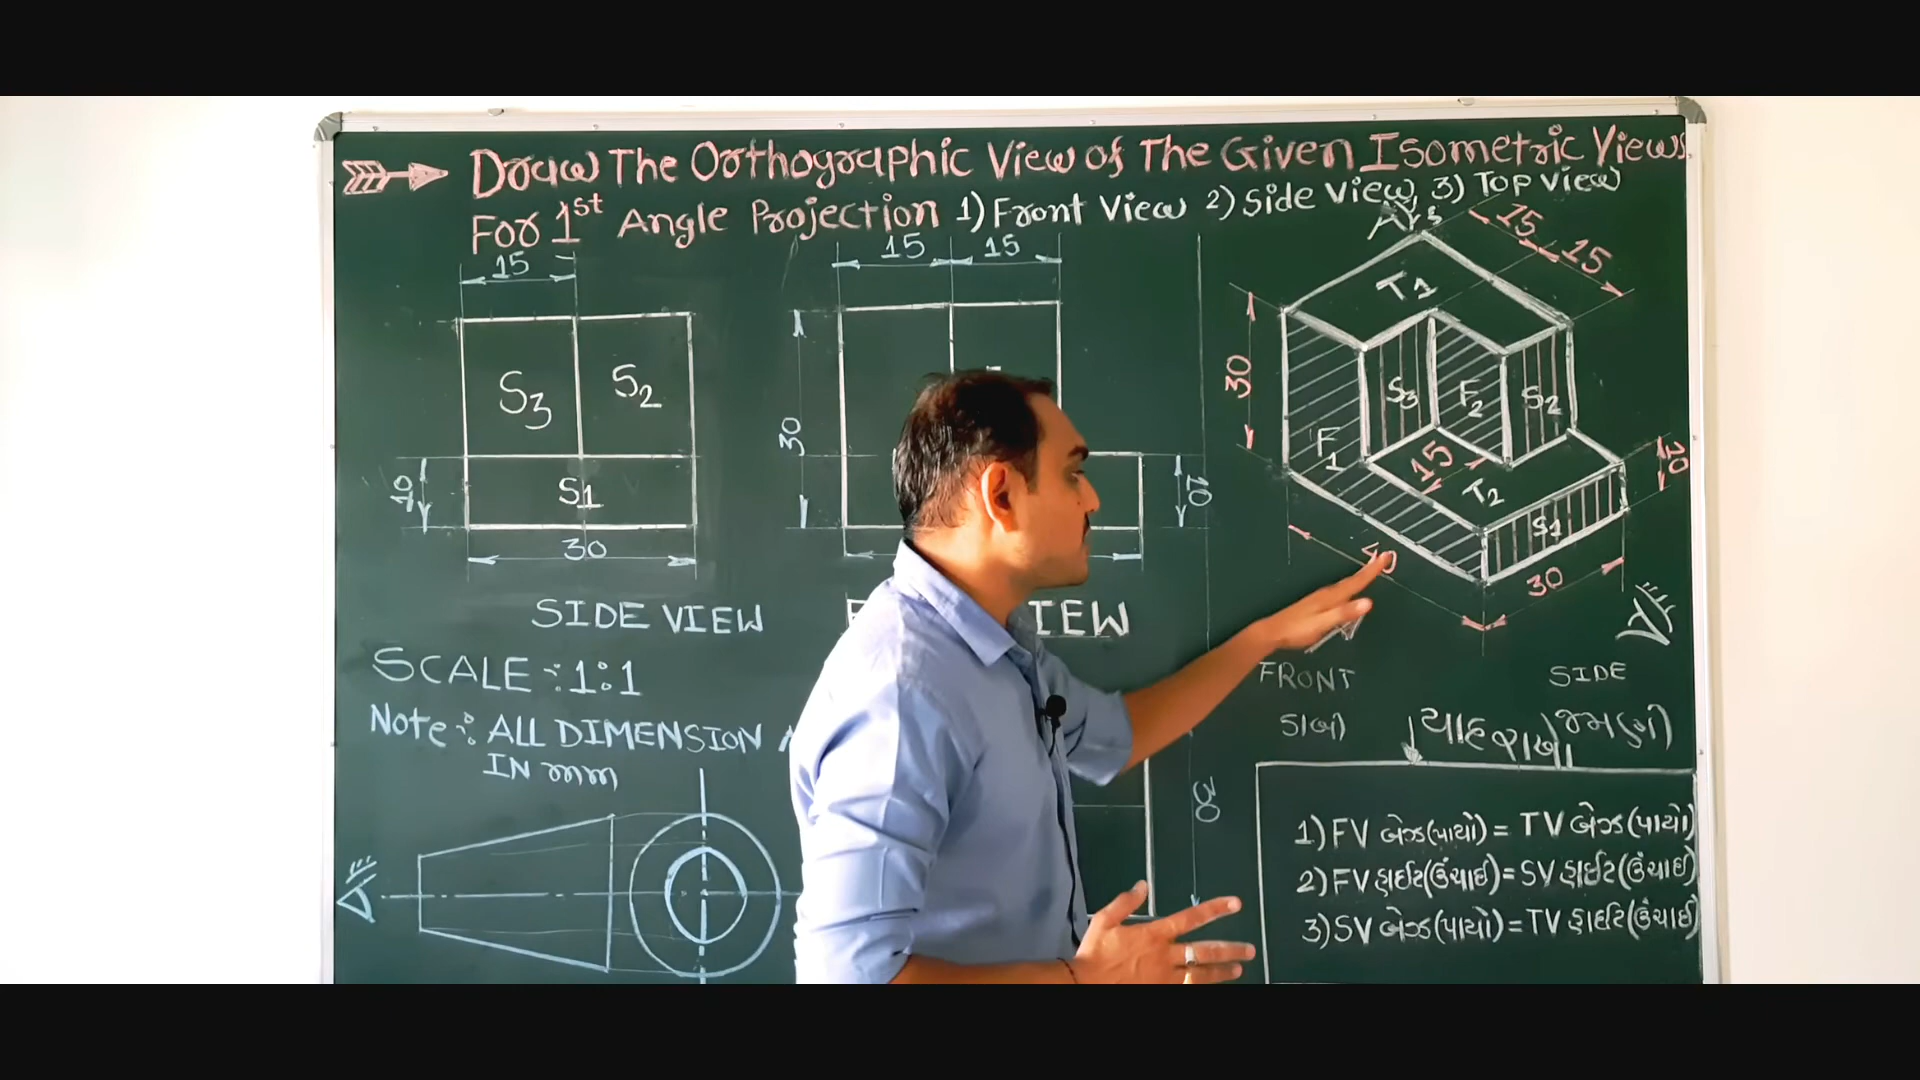 Draw The Orthographic View of The Given Isometric Views
For 1st Angle Projection 1) Front View 2) Side View, 3) Top View
15
15 15
15
15
T1
S3 S2
30
30
S3 F2 S2
F1
15
T2
10
S1
10
10
S1
30
40
30
SIDE VIEW
IEW
SCALE :- 1:1
FRONT SIDE
ડાબી યાદ રાખો જમણી
Note :- ALL DIMENSION
IN mm
30
1) FV બેઝ(પાયો) = TV બેઝ(પાયો)
2) FV હાઈટ(ઉંચાઈ) = SV હાઈટ(ઉંચાઈ)
3) SV બેઝ(પાયો) = TV હાઈટ(ઉંચાઈ)